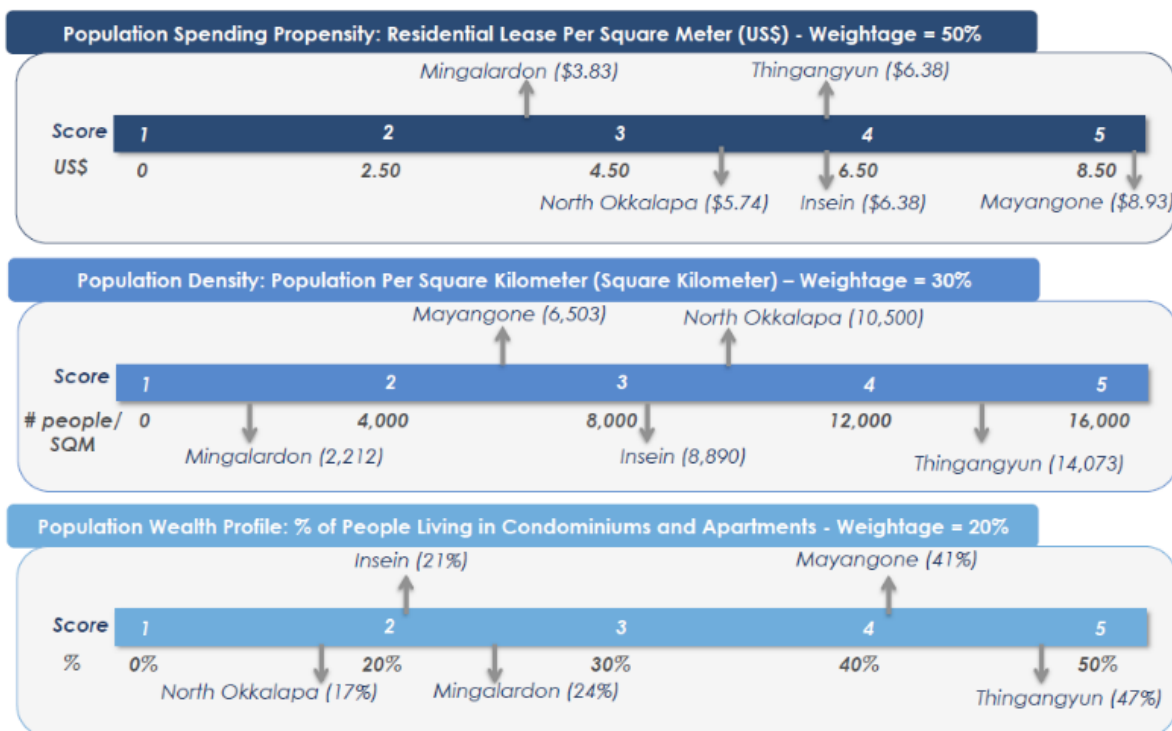 Population Spending Propensity: Residential Lease Per Square Meter (US$) - Weightage = 50%
Mingalardon ($3.83) Thingangyun ($6.38)
Score 1 2 3 4 5
US$ 0 2.50 4.50 6.50 8.50
North Okkalapa ($5.74) Insein ($6.38) Mayangone ($8.93)
Population Density: Population Per Square Kilometer (Square Kilometer) – Weightage = 30%
Mayangone (6,503) North Okkalapa (10,500)
Score 1 2 3 4 5
# people/ 0 4,000 8,000 12,000 16,000
SQM
Mingalardon (2,212) Insein (8,890) Thingangyun (14,073)
Population Wealth Profile: % of People Living in Condominiums and Apartments - Weightage = 20%
Insein (21%) Mayangone (41%)
Score 1 2 3 4 5
% 0% 20% 30% 40% 50%
North Okkalapa (17%) Mingalardon (24%) Thingangyun (47%)